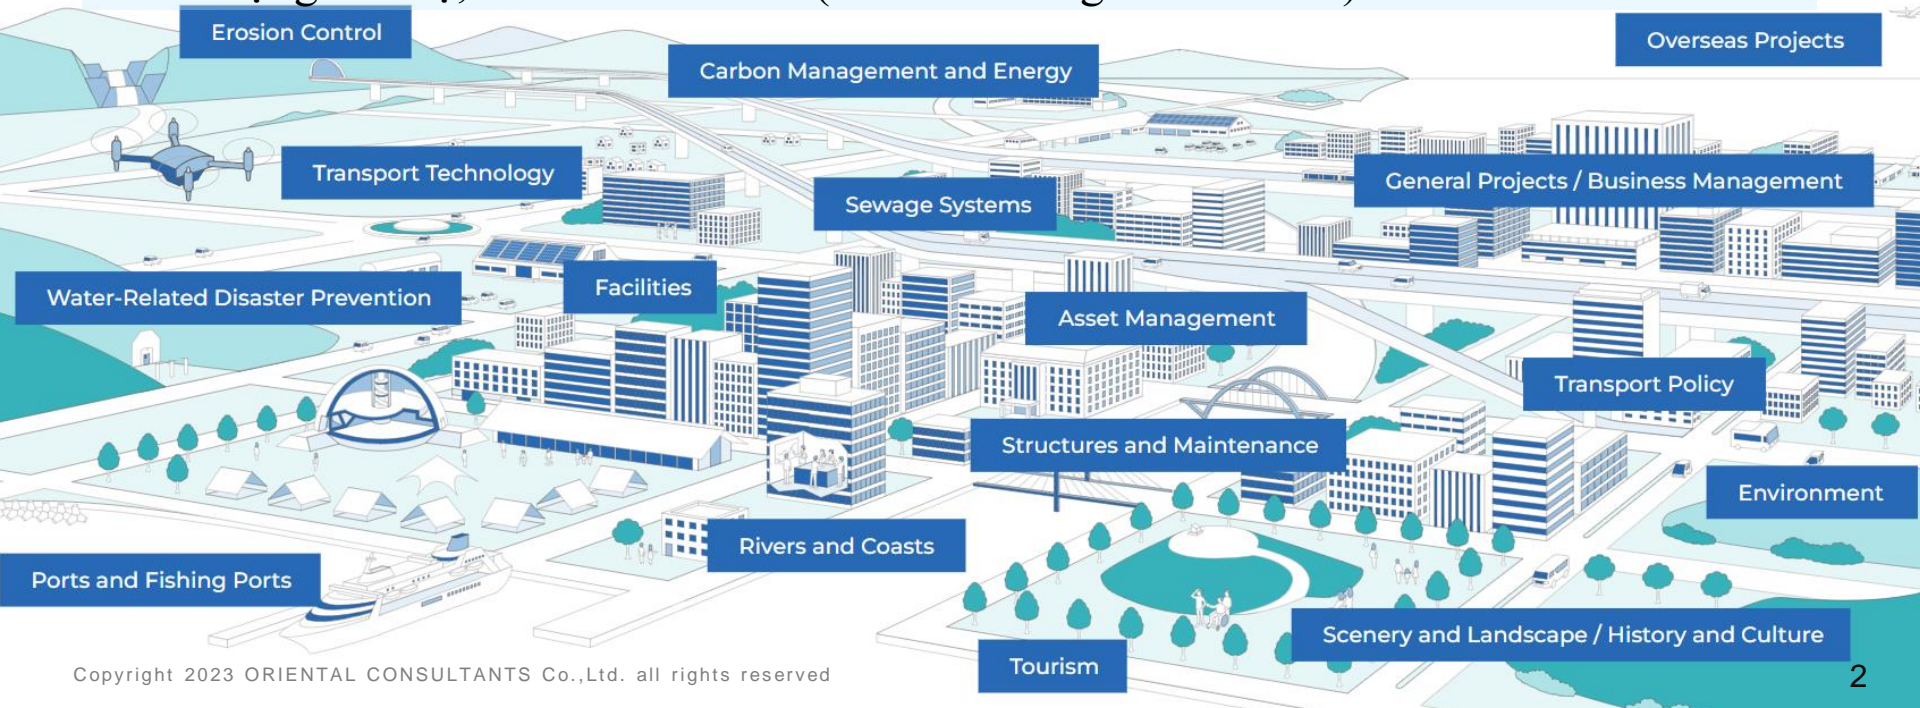 Erosion Control
Overseas Projects
Carbon Management and Energy
Transport Technology
General Projects / Business Management
Sewage Systems
Facilities
Water-Related Disaster Prevention
Asset Management
Transport Policy
Structures and Maintenance
Environment
Rivers and Coasts
Ports and Fishing Ports
Scenery and Landscape / History and Culture
Tourism
Copyright 2023 ORIENTAL CONSULTANTS Co.,Ltd. all rights reserved
2